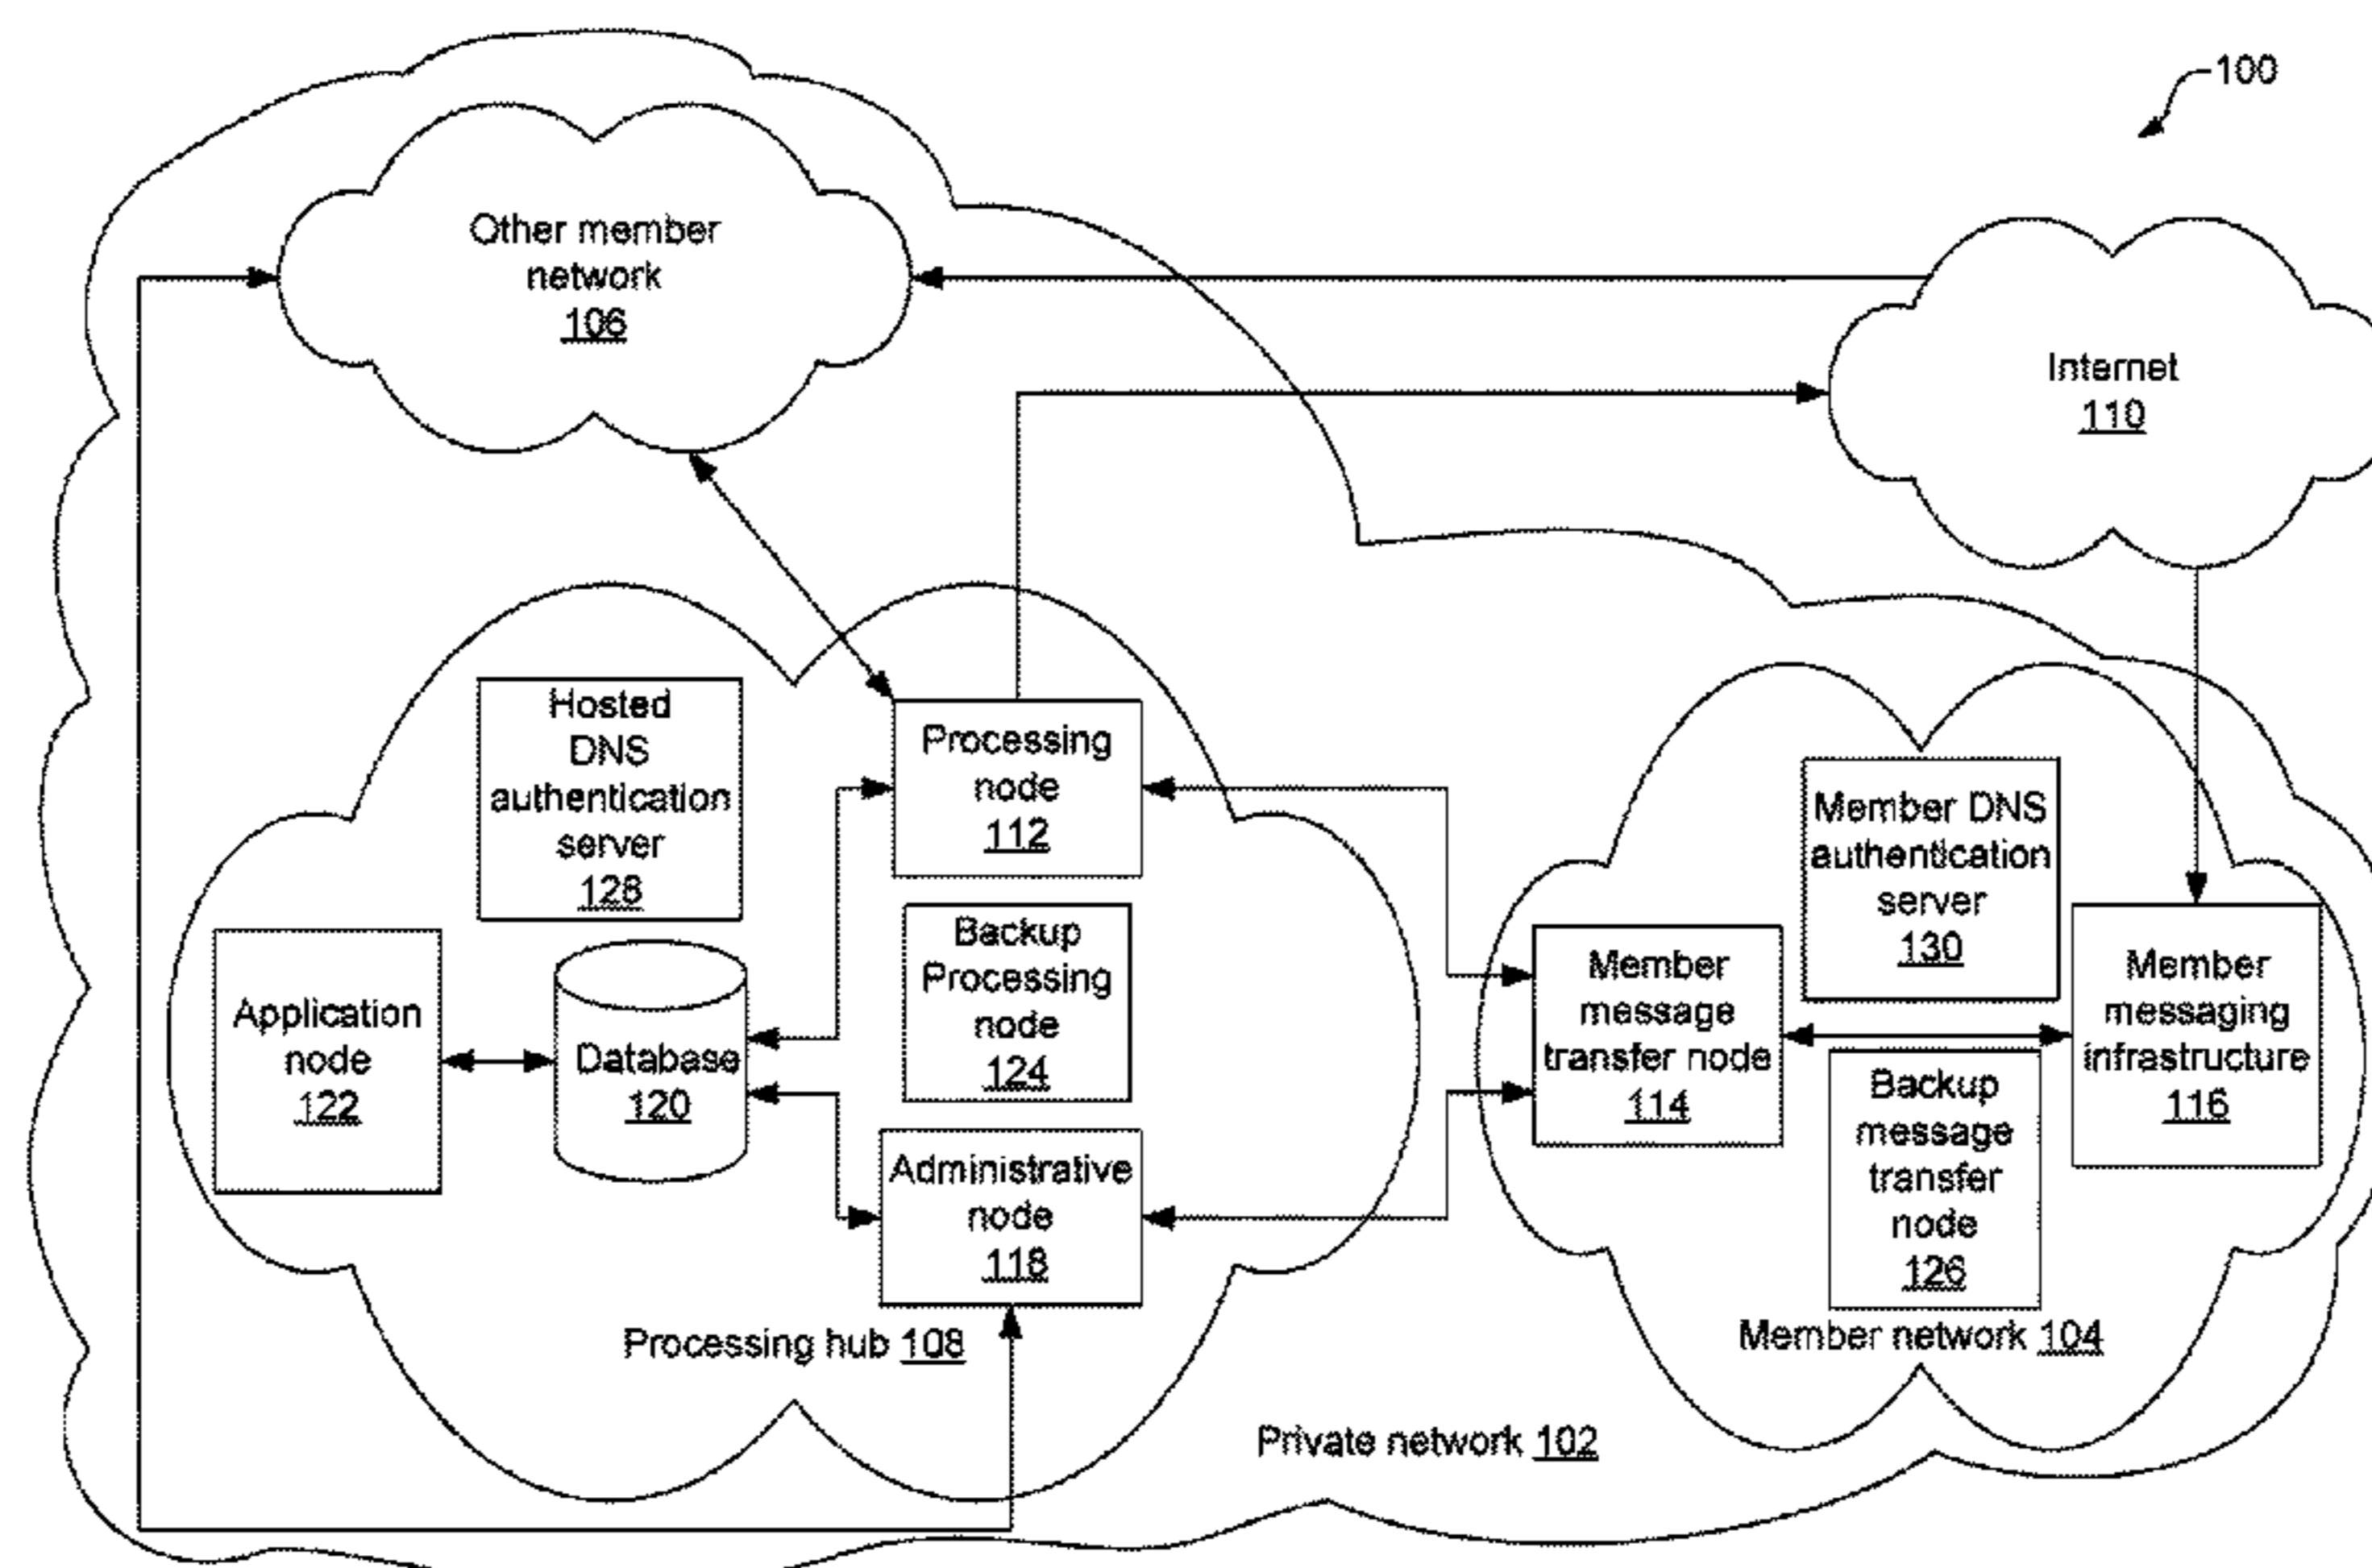 100
Other member
network
106
Internet
110
Hosted
DNS
authentication
server
128
Processing
node
112
Member DNS
authentication
server
130
Application
node
122
Database
120
Backup
Processing
node
124
Member
message
transfer node
114
Member
messaging
infrastructure
116
Administrative
node
118
Backup
message
transfer
node
126
Processing hub 108
Member network 104
Private network 102